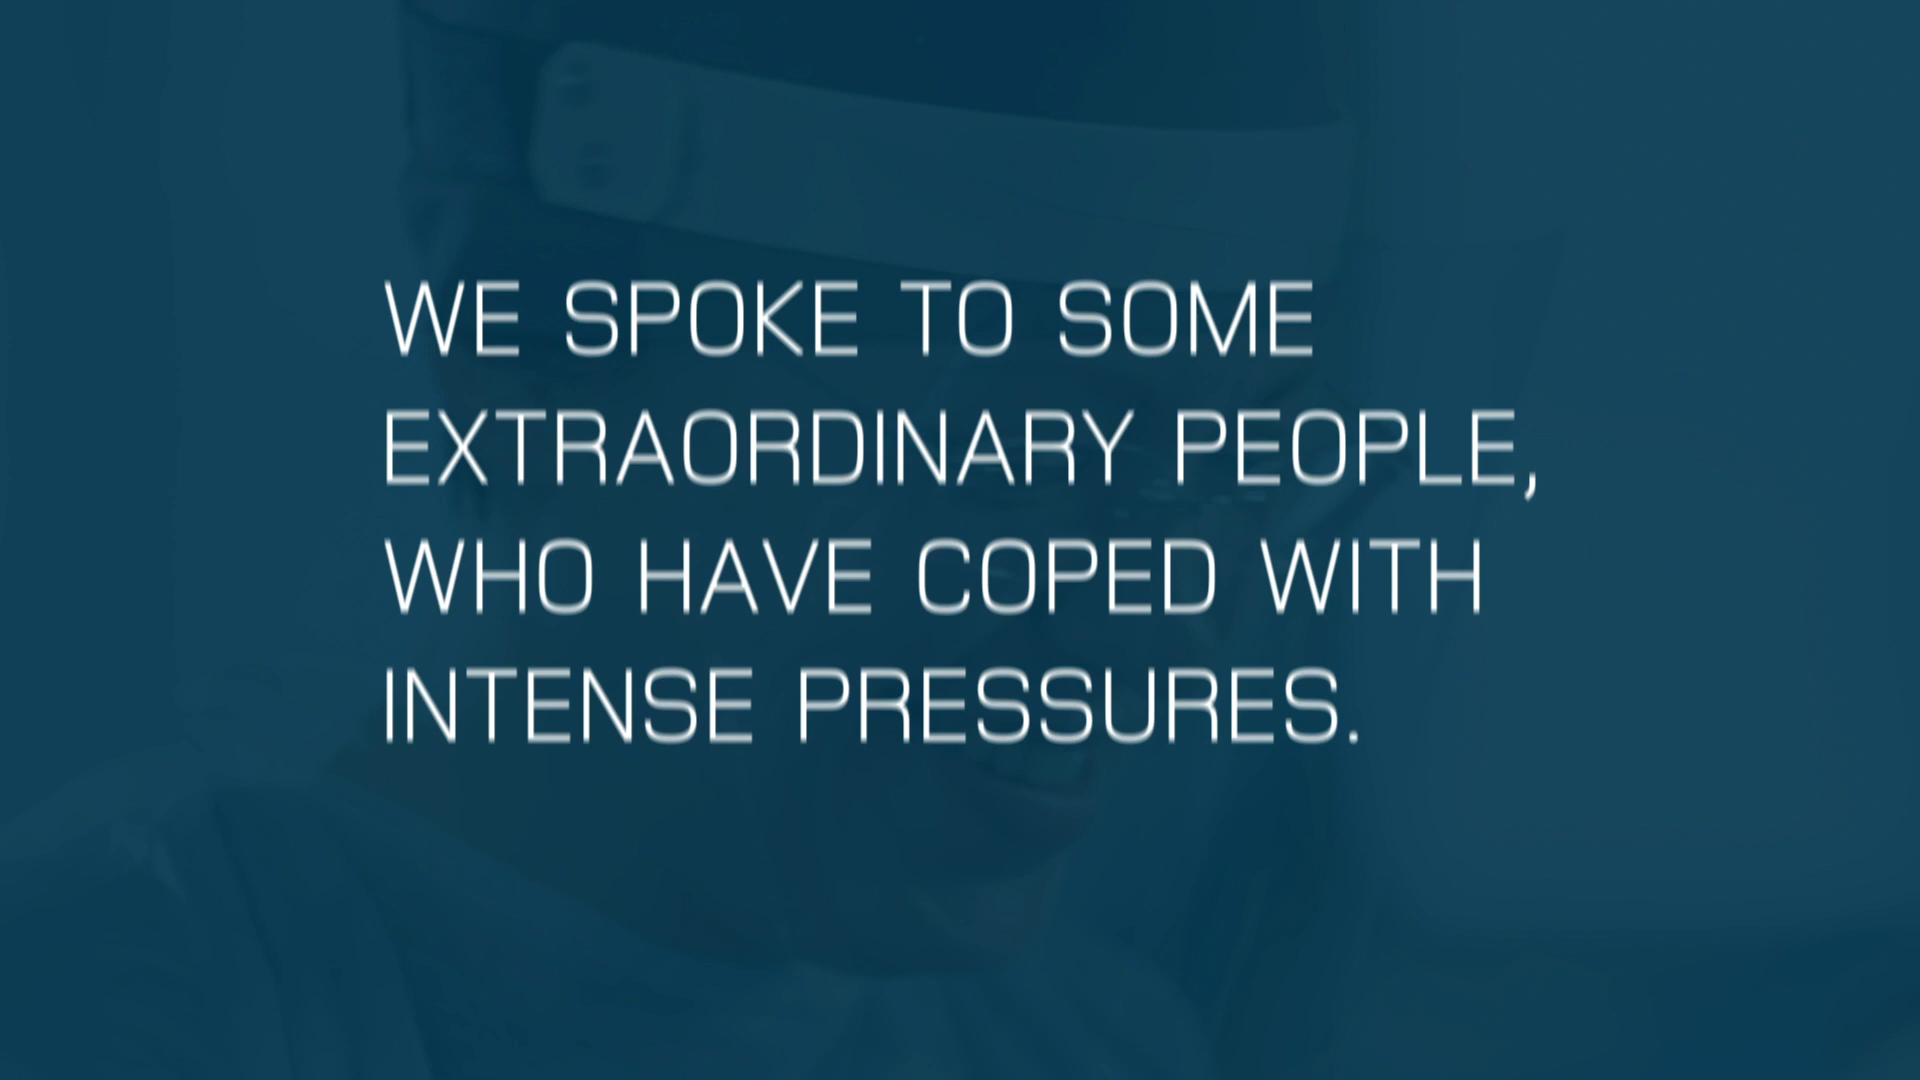 WE SPOKE TO SOME
EXTRAORDINARY PEOPLE,
WHO HAVE COPED WITH
INTENSE PRESSURES.